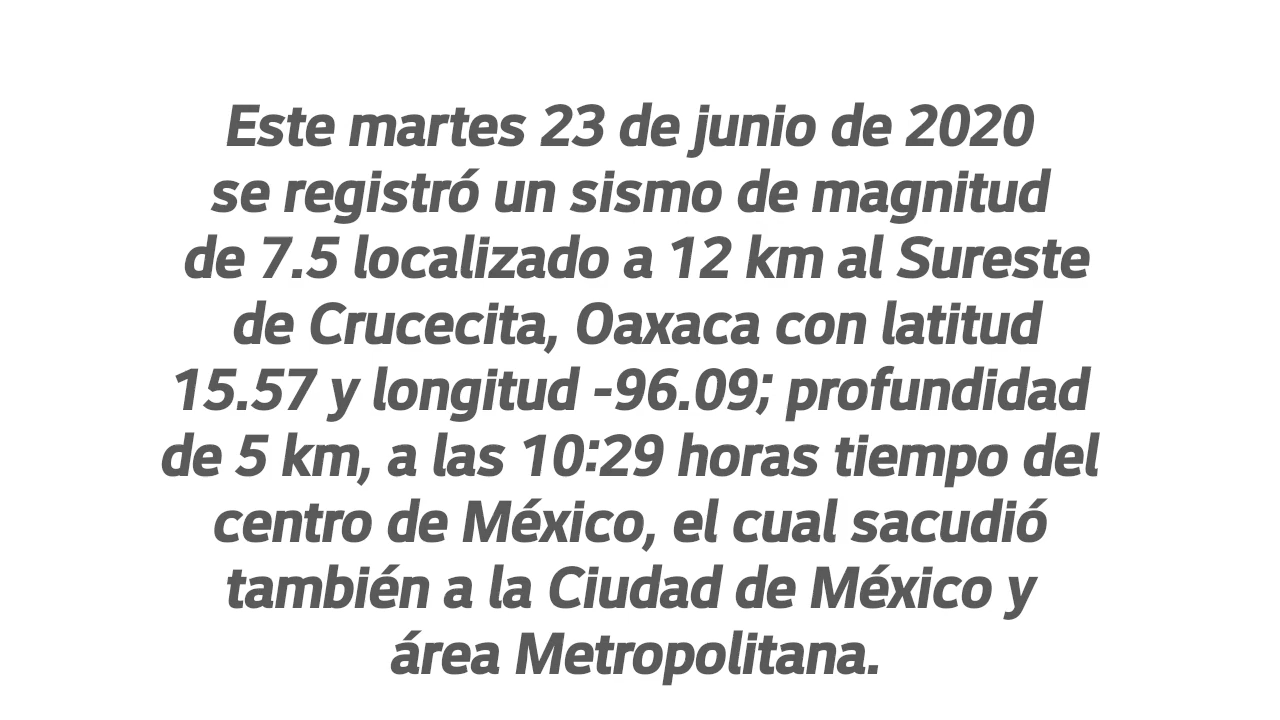 Este martes 23 de junio de 2020
se registró un sismo de magnitud
de 7.5 localizado a 12 km al Sureste
de Crucecita, Oaxaca con latitud
15.57 y longitud -96.09; profundidad
de 5 km, a las 10:29 horas tiempo del
centro de México, el cual sacudió
también a la Ciudad de México y
área Metropolitana.